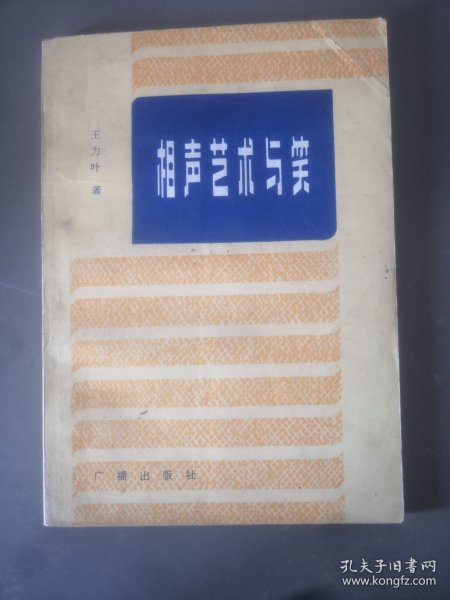 王力叶 著
相声艺术与笑
广播出版社
孔夫子旧书网
www.kongfz.com